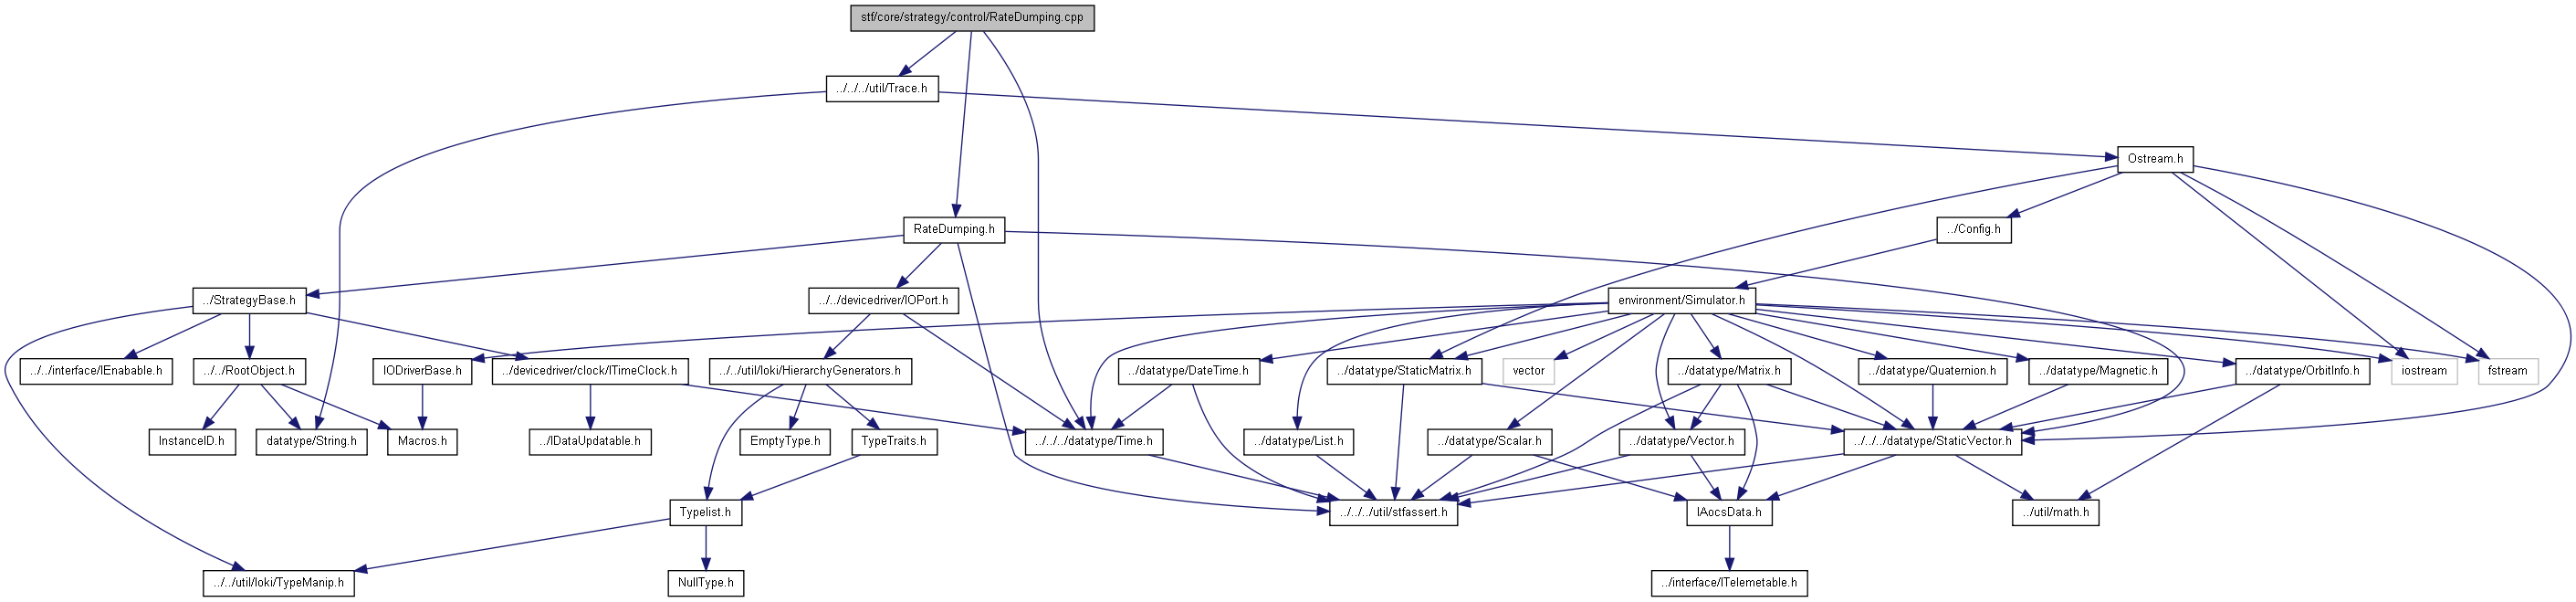 stf/core/strategy/control/RateDumping.cpp
../../../util/Trace.h
Ostream.h
RateDumping.h
../Config.h
../StrategyBase.h
../../devicedriver/IOPort.h
environment/Simulator.h
../../interface/IEnabable.h
../../RootObject.h
IODriverBase.h
../devicedriver/clock/ITimeClock.h
../../util/loki/HierarchyGenerators.h
../datatype/DateTime.h
../datatype/StaticMatrix.h
vector
../datatype/Matrix.h
../datatype/Quaternion.h
../datatype/Magnetic.h
../datatype/OrbitInfo.h
iostream
fstream
InstanceID.h
datatype/String.h
Macros.h
../IDataUpdatable.h
EmptyType.h
TypeTraits.h
../../../datatype/Time.h
../datatype/List.h
../datatype/Scalar.h
../datatype/Vector.h
../../../datatype/StaticVector.h
Typelist.h
../../../util/stfassert.h
IAocsData.h
../util/math.h
../../util/loki/TypeManip.h
NullType.h
../interface/ITelemetable.h